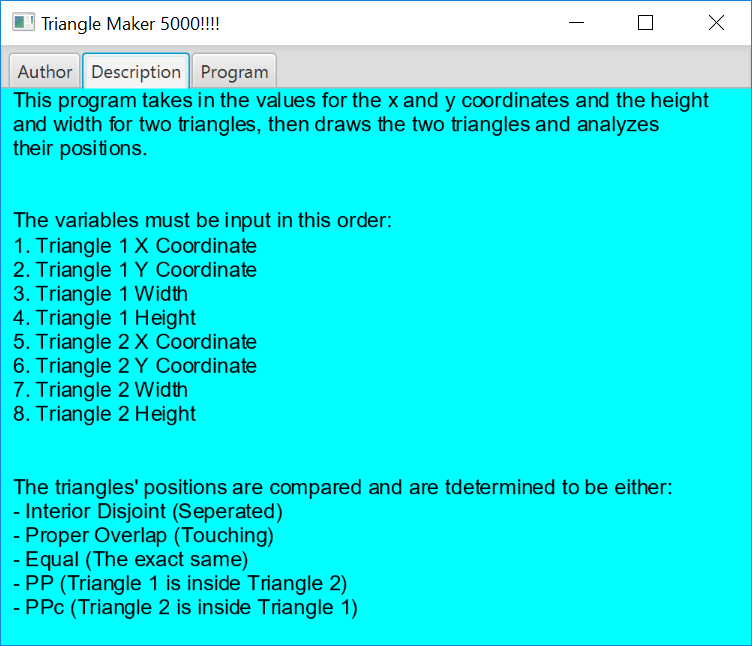 Triangle Maker 5000!!!!
Author Description Program
This program takes in the values for the x and y coordinates and the height
and width for two triangles, then draws the two triangles and analyzes
their positions.
The variables must be input in this order:
1. Triangle 1 X Coordinate
2. Triangle 1 Y Coordinate
3. Triangle 1 Width
4. Triangle 1 Height
5. Triangle 2 X Coordinate
6. Triangle 2 Y Coordinate
7. Triangle 2 Width
8. Triangle 2 Height
The triangles' positions are compared and are tdetermined to be either:
- Interior Disjoint (Seperated)
- Proper Overlap (Touching)
- Equal (The exact same)
- PP (Triangle 1 is inside Triangle 2)
- PPc (Triangle 2 is inside Triangle 1)